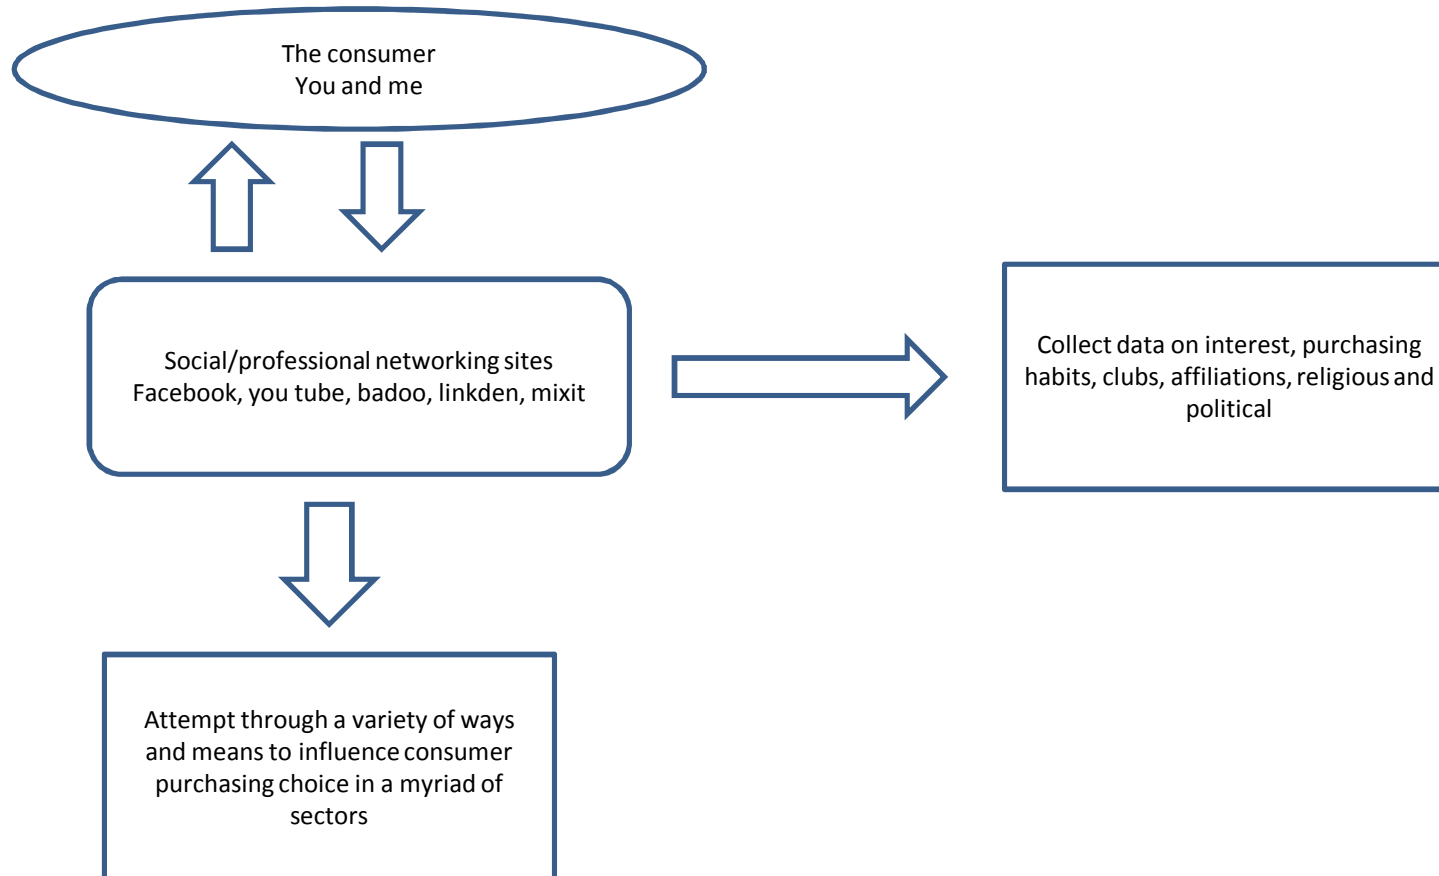 The consumer
You and me
Social/professional networking sites
Facebook, you tube, badoo, linkden, mixit
Collect data on interest, purchasing
habits, clubs, affiliations, religious and
political
Attempt through a variety of ways
and means to influence consumer
purchasing choice in a myriad of
sectors